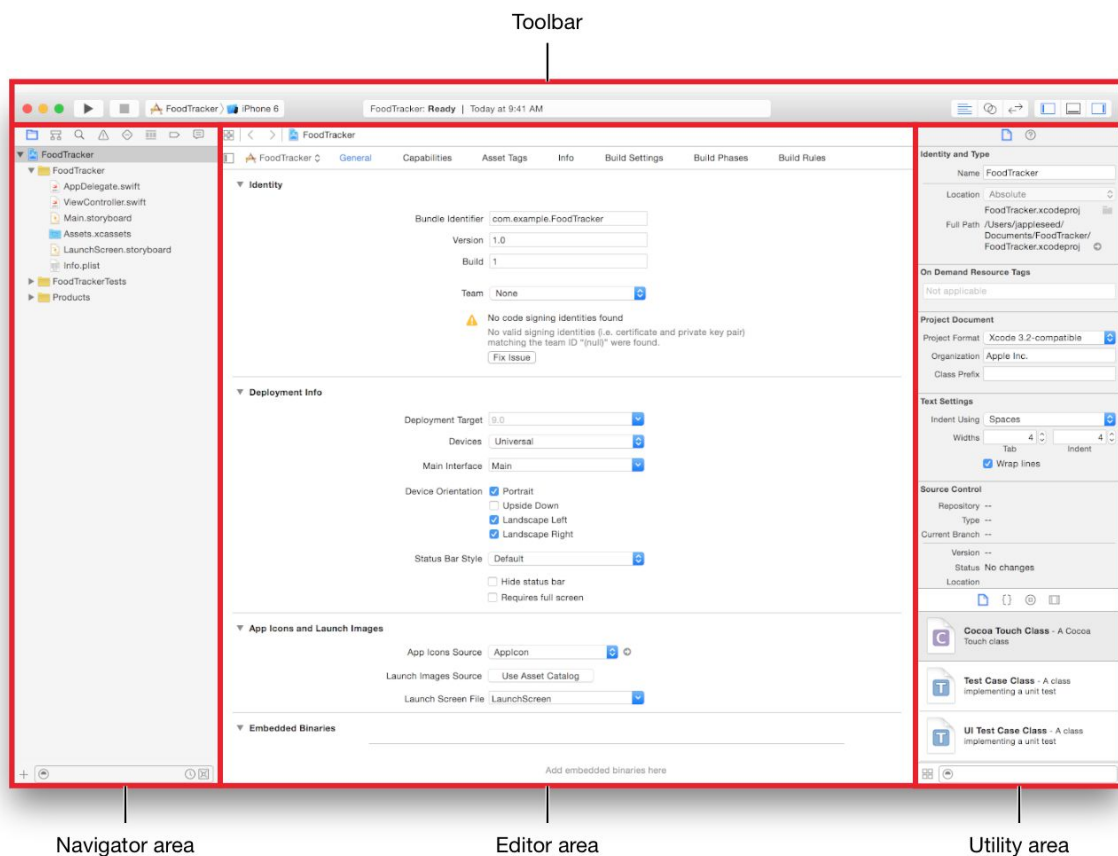 Toolbar
FoodTracker iPhone 6
FoodTracker: Ready | Today at 9:41 AM
FoodTracker
FoodTracker
AppDelegate.swift
ViewController.swift
Main.storyboard
Assets.xcassets
LaunchScreen.storyboard
Info.plist
FoodTrackerTests
Products
FoodTracker
FoodTracker General Capabilities Asset Tags Info Build Settings Build Phases Build Rules
Identity
Bundle Identifier com.example.FoodTracker
Version 1.0
Build 1
Team None
No code signing identities found
No valid signing identities (i.e. certificate and private key pair)
matching the team ID "(null)" were found.
Fix Issue
Deployment Info
Deployment Target 9.0
Devices Universal
Main Interface Main
Device Orientation Portrait
Upside Down
Landscape Left
Landscape Right
Status Bar Style Default
Hide status bar
Requires full screen
App Icons and Launch Images
App Icons Source AppIcon
Launch Images Source Use Asset Catalog
Launch Screen File LaunchScreen
Embedded Binaries
Add embedded binaries here
Identity and Type
Name FoodTracker
Location Absolute
FoodTracker.xcodeproj
Full Path /Users/jappleseed/
Documents/FoodTracker/
FoodTracker.xcodeproj
On Demand Resource Tags
Not applicable
Project Document
Project Format Xcode 3.2-compatible
Organization Apple Inc.
Class Prefix
Text Settings
Indent Using Spaces
Widths 4 4
Tab Indent
Wrap lines
Source Control
Repository --
Type --
Current Branch --
Version --
Status No changes
Location
C
Cocoa Touch Class - A Cocoa
Touch class
T
Test Case Class - A class
implementing a unit test
T
UI Test Case Class - A class
implementing a unit test
Navigator area
Editor area
Utility area